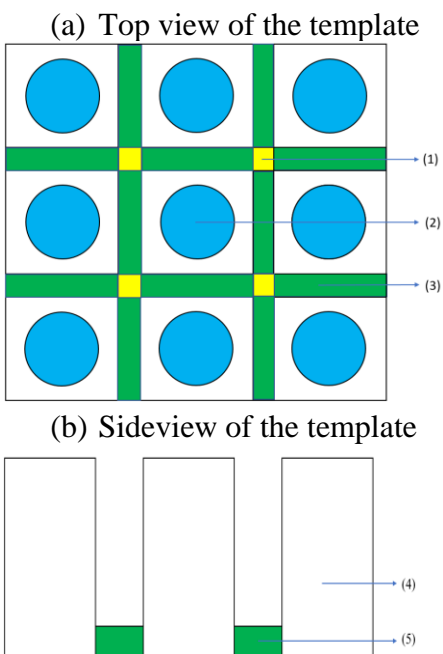 (a) Top view of the template
(1)
(2)
(3)
(b) Sideview of the template
(4)
(5)